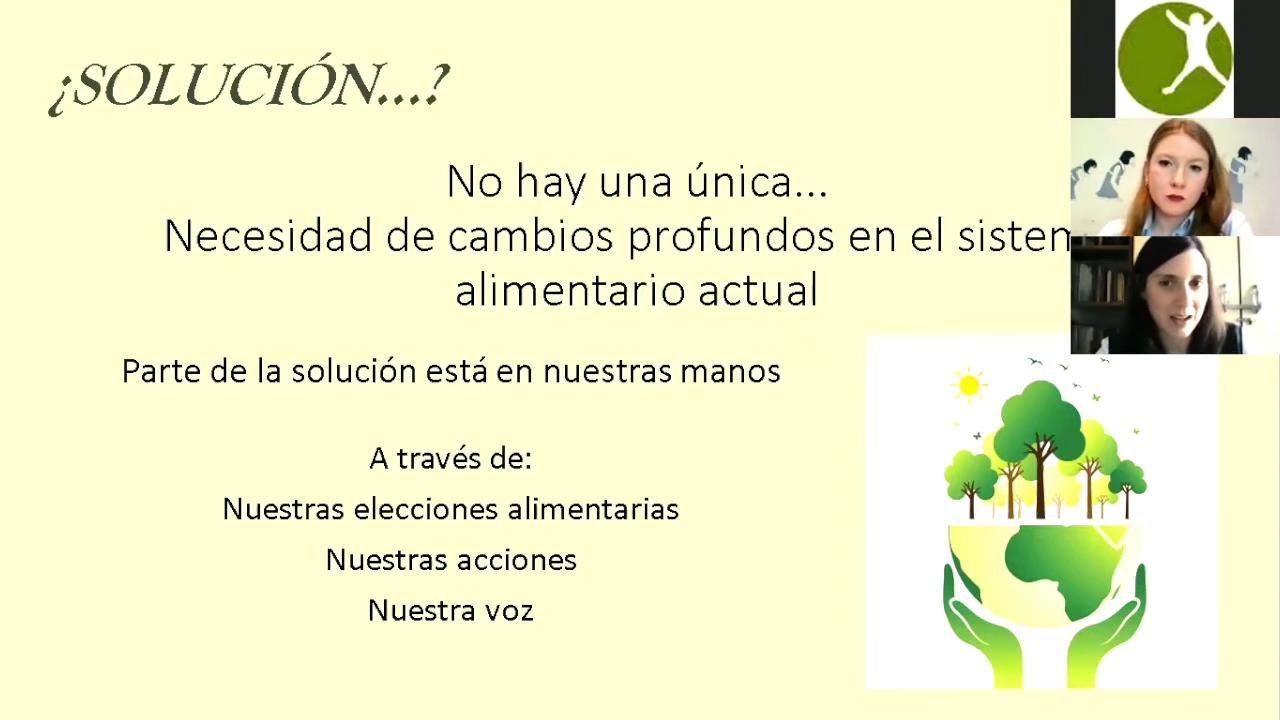 ¿SOLUCIÓN...?
No hay una única...
Necesidad de cambios profundos en el
alimentario actual
Parte de la solución está en nuestras manos
A través de:
Nuestras elecciones alimentarias
Nuestras acciones
Nuestra voz